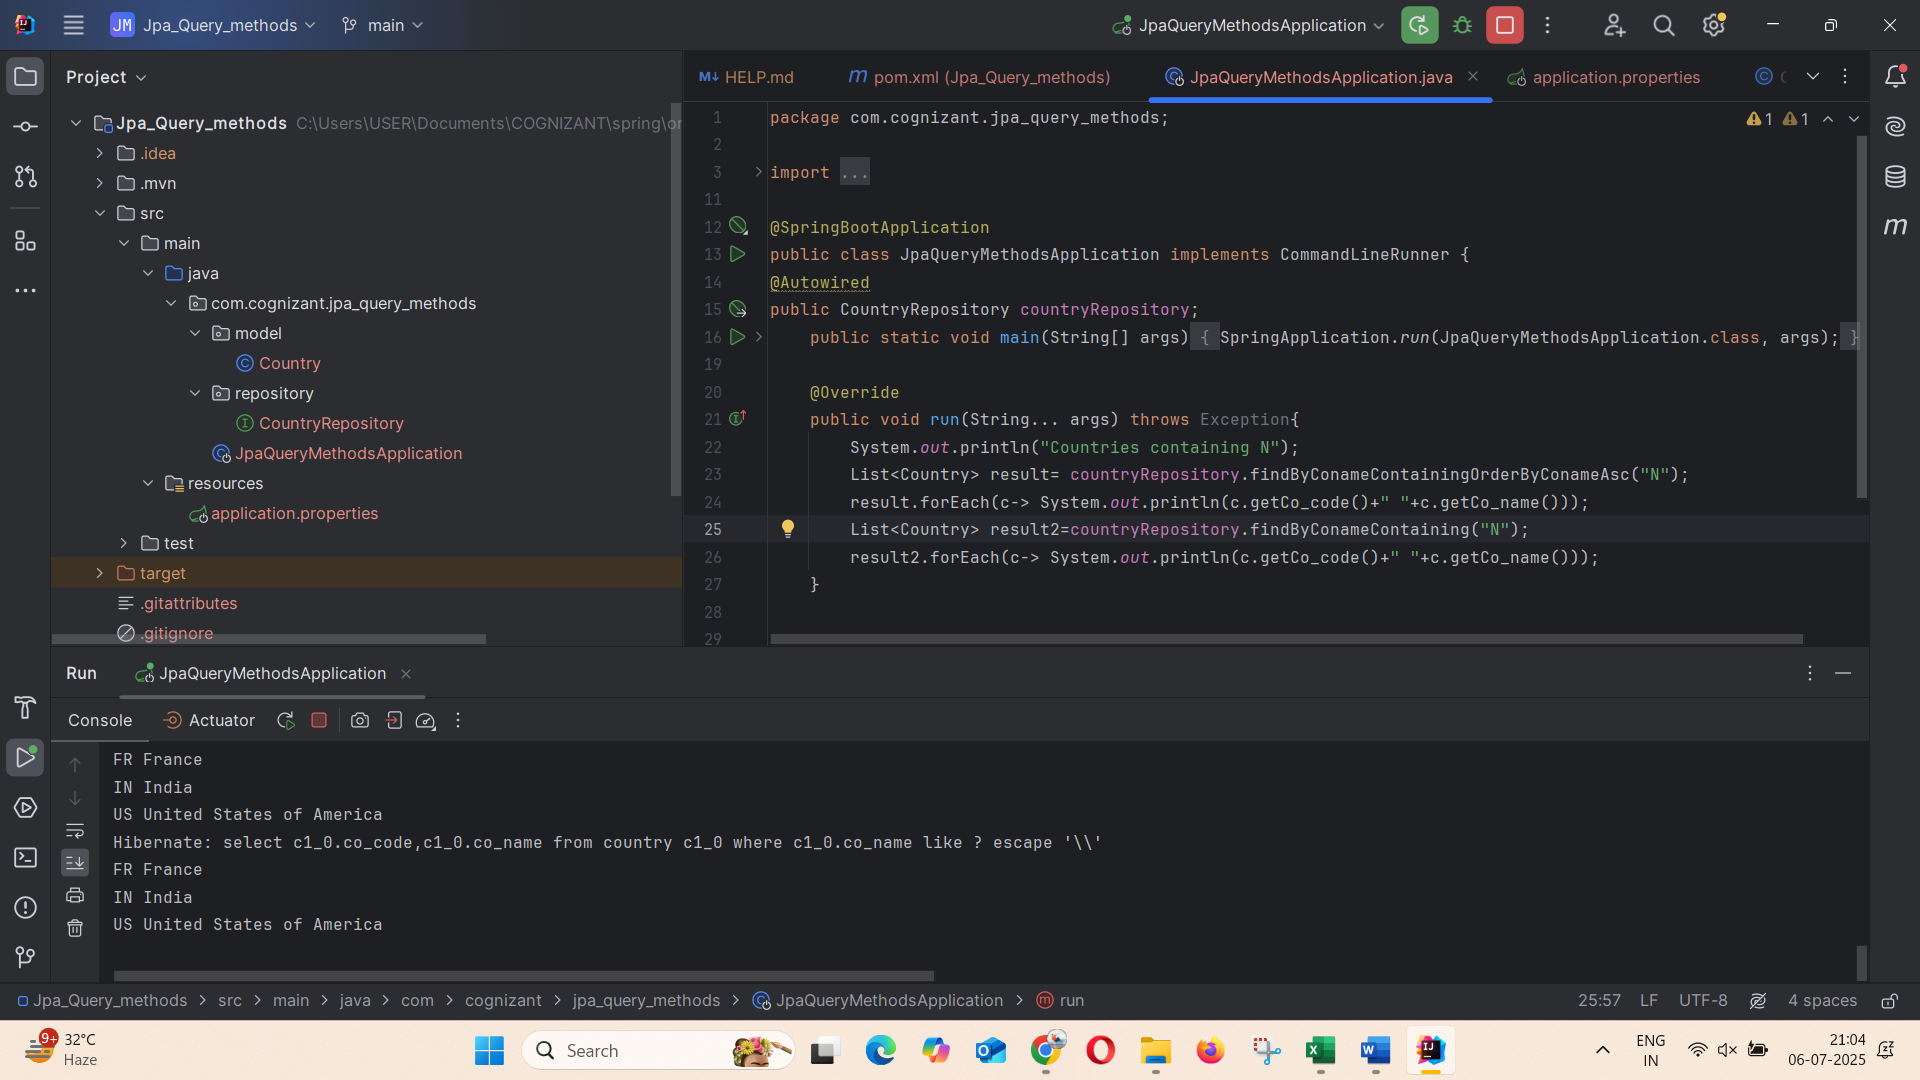 JM Jpa_Query_methods main JpaQueryMethodsApplication
Project
Jpa_Query_methods C:\Users\USER\Documents\COGNIZANT\spring\or
.idea
.mvn
src
main
java
com.cognizant.jpa_query_methods
model
Country
repository
CountryRepository
JpaQueryMethodsApplication
resources
application.properties
test
target
.gitattributes
.gitignore
M↓ HELP.md m pom.xml (Jpa_Query_methods) JpaQueryMethodsApplication.java application.properties
1 package com.cognizant.jpa_query_methods;
1 1
2
3 import ...
11
12 @SpringBootApplication
13 public class JpaQueryMethodsApplication implements CommandLineRunner {
14 @Autowired
15 public CountryRepository countryRepository;
16 public static void main(String[] args) { SpringApplication.run(JpaQueryMethodsApplication.class, args); }
19
20 @Override
21 public void run(String... args) throws Exception{
22 System.out.println("Countries containing N");
23 List<Country> result= countryRepository.findByConameContainingOrderByConameAsc("N");
24 result.forEach(c-> System.out.println(c.getCo_code()+" "+c.getCo_name()));
25 List<Country> result2=countryRepository.findByConameContaining("N");
26 result2.forEach(c-> System.out.println(c.getCo_code()+" "+c.getCo_name()));
27 }
28
29
Run JpaQueryMethodsApplication
Console Actuator
FR France
IN India
US United States of America
Hibernate: select c1_0.co_code,c1_0.co_name from country c1_0 where c1_0.co_name like ? escape '\\'
FR France
IN India
US United States of America
Jpa_Query_methods > src > main > java > com > cognizant > jpa_query_methods > JpaQueryMethodsApplication > m run
25:57 LF UTF-8 4 spaces
9+ 32°C
Haze
Search
ENG
IN
21:04
06-07-2025